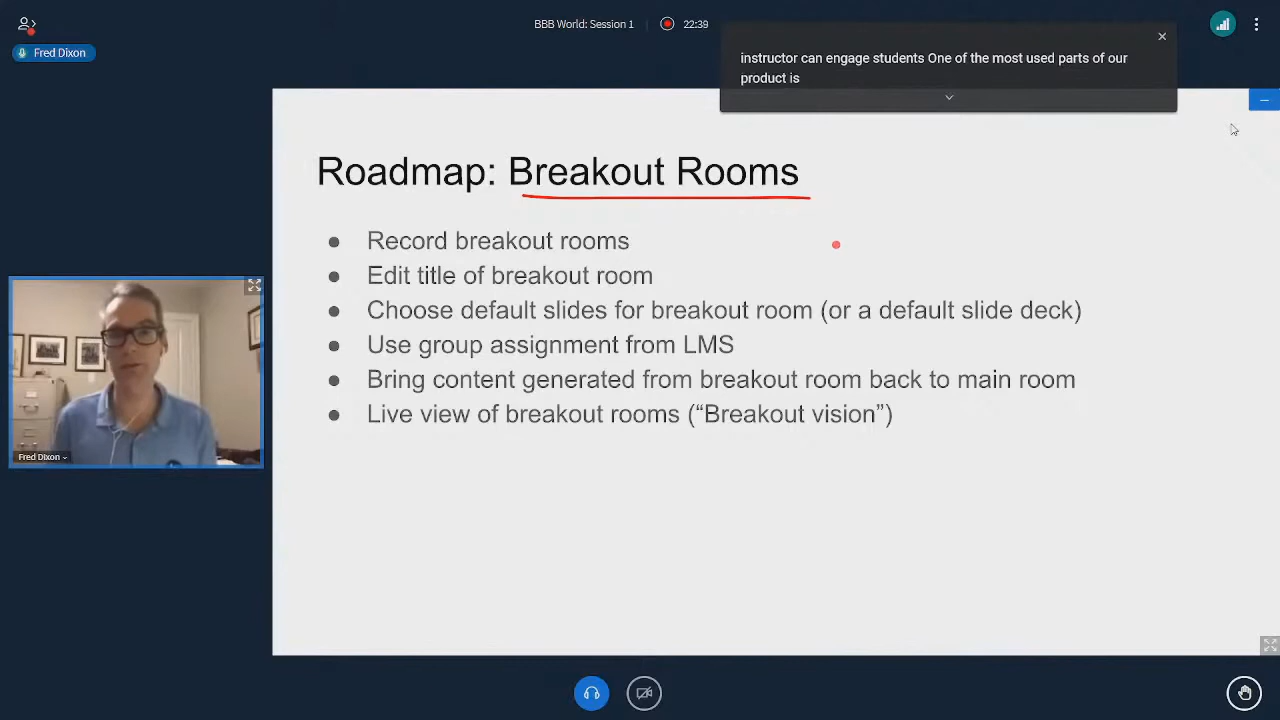 BBB World: Session 1
22:39
Fred Dixon
instructor can engage students One of the most used parts of our
product is
Roadmap: Breakout Rooms
● Record breakout rooms
● Edit title of breakout room
● Choose default slides for breakout room (or a default slide deck)
● Use group assignment from LMS
● Bring content generated from breakout room back to main room
● Live view of breakout rooms (“Breakout vision”)
Fred Dixon